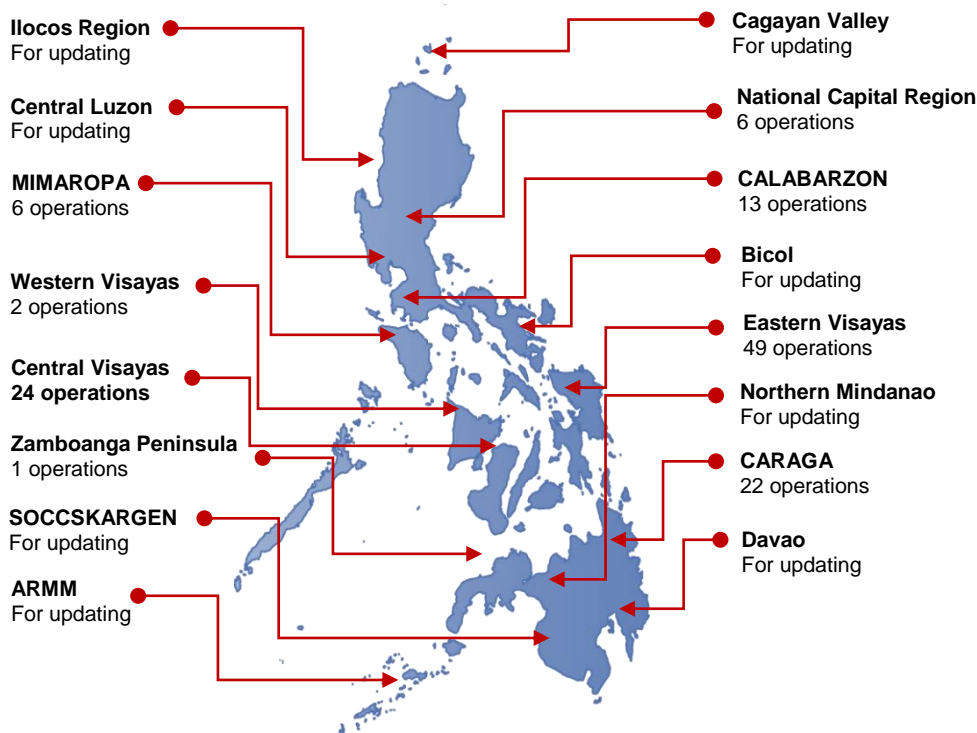 Ilocos Region
For updating
Central Luzon
For updating
MIMAROPA
6 operations
Western Visayas
2 operations
Central Visayas
24 operations
Zamboanga Peninsula
1 operations
SOCCSKARGEN
For updating
ARMM
For updating
Cagayan Valley
For updating
National Capital Region
6 operations
CALABARZON
13 operations
Bicol
For updating
Eastern Visayas
49 operations
Northern Mindanao
For updating
CARAGA
22 operations
Davao
For updating